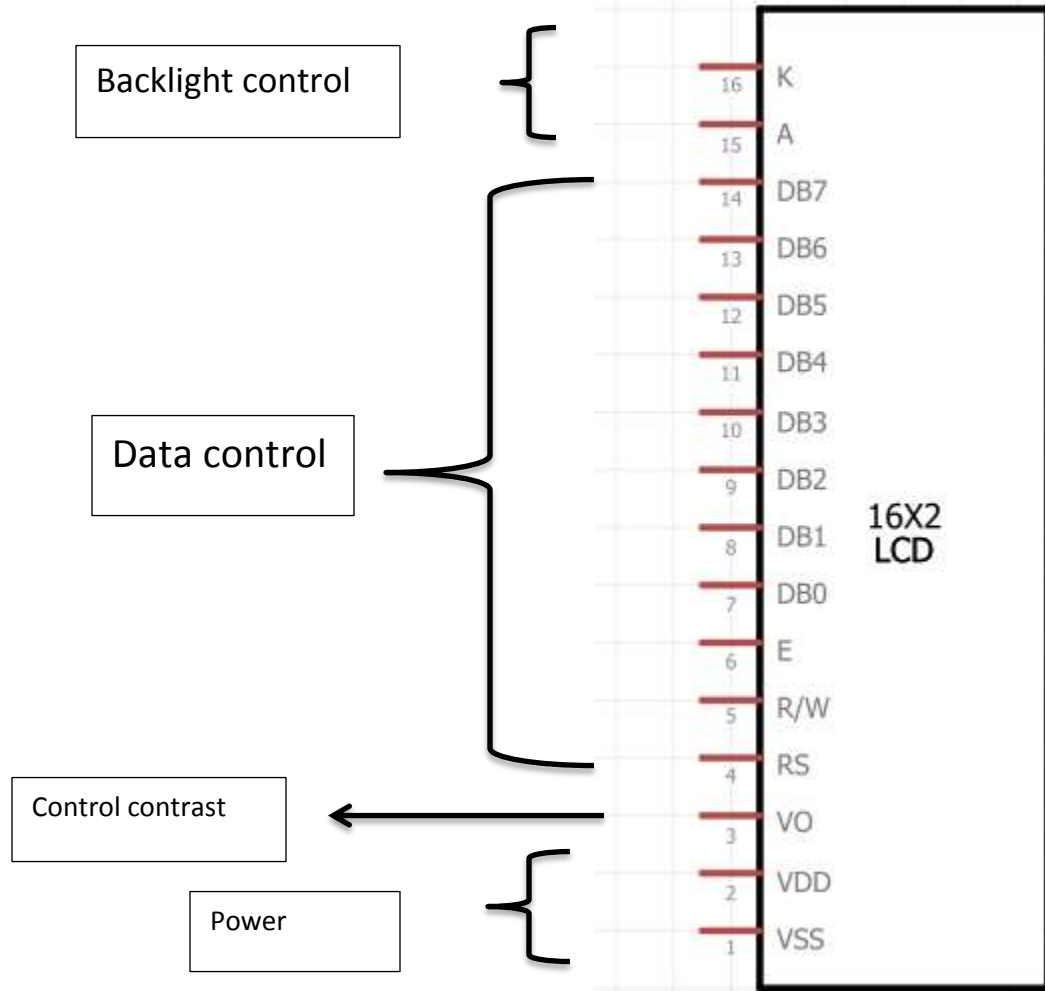 Backlight control
16 K
15 A
14 DB7
13 DB6
12 DB5
11 DB4
10 DB3
Data control
9 DB2
8 DB1
16X2
LCD
7 DB0
6 E
5 R/W
4 RS
Control contrast
3 VO
2 VDD
Power
1 VSS